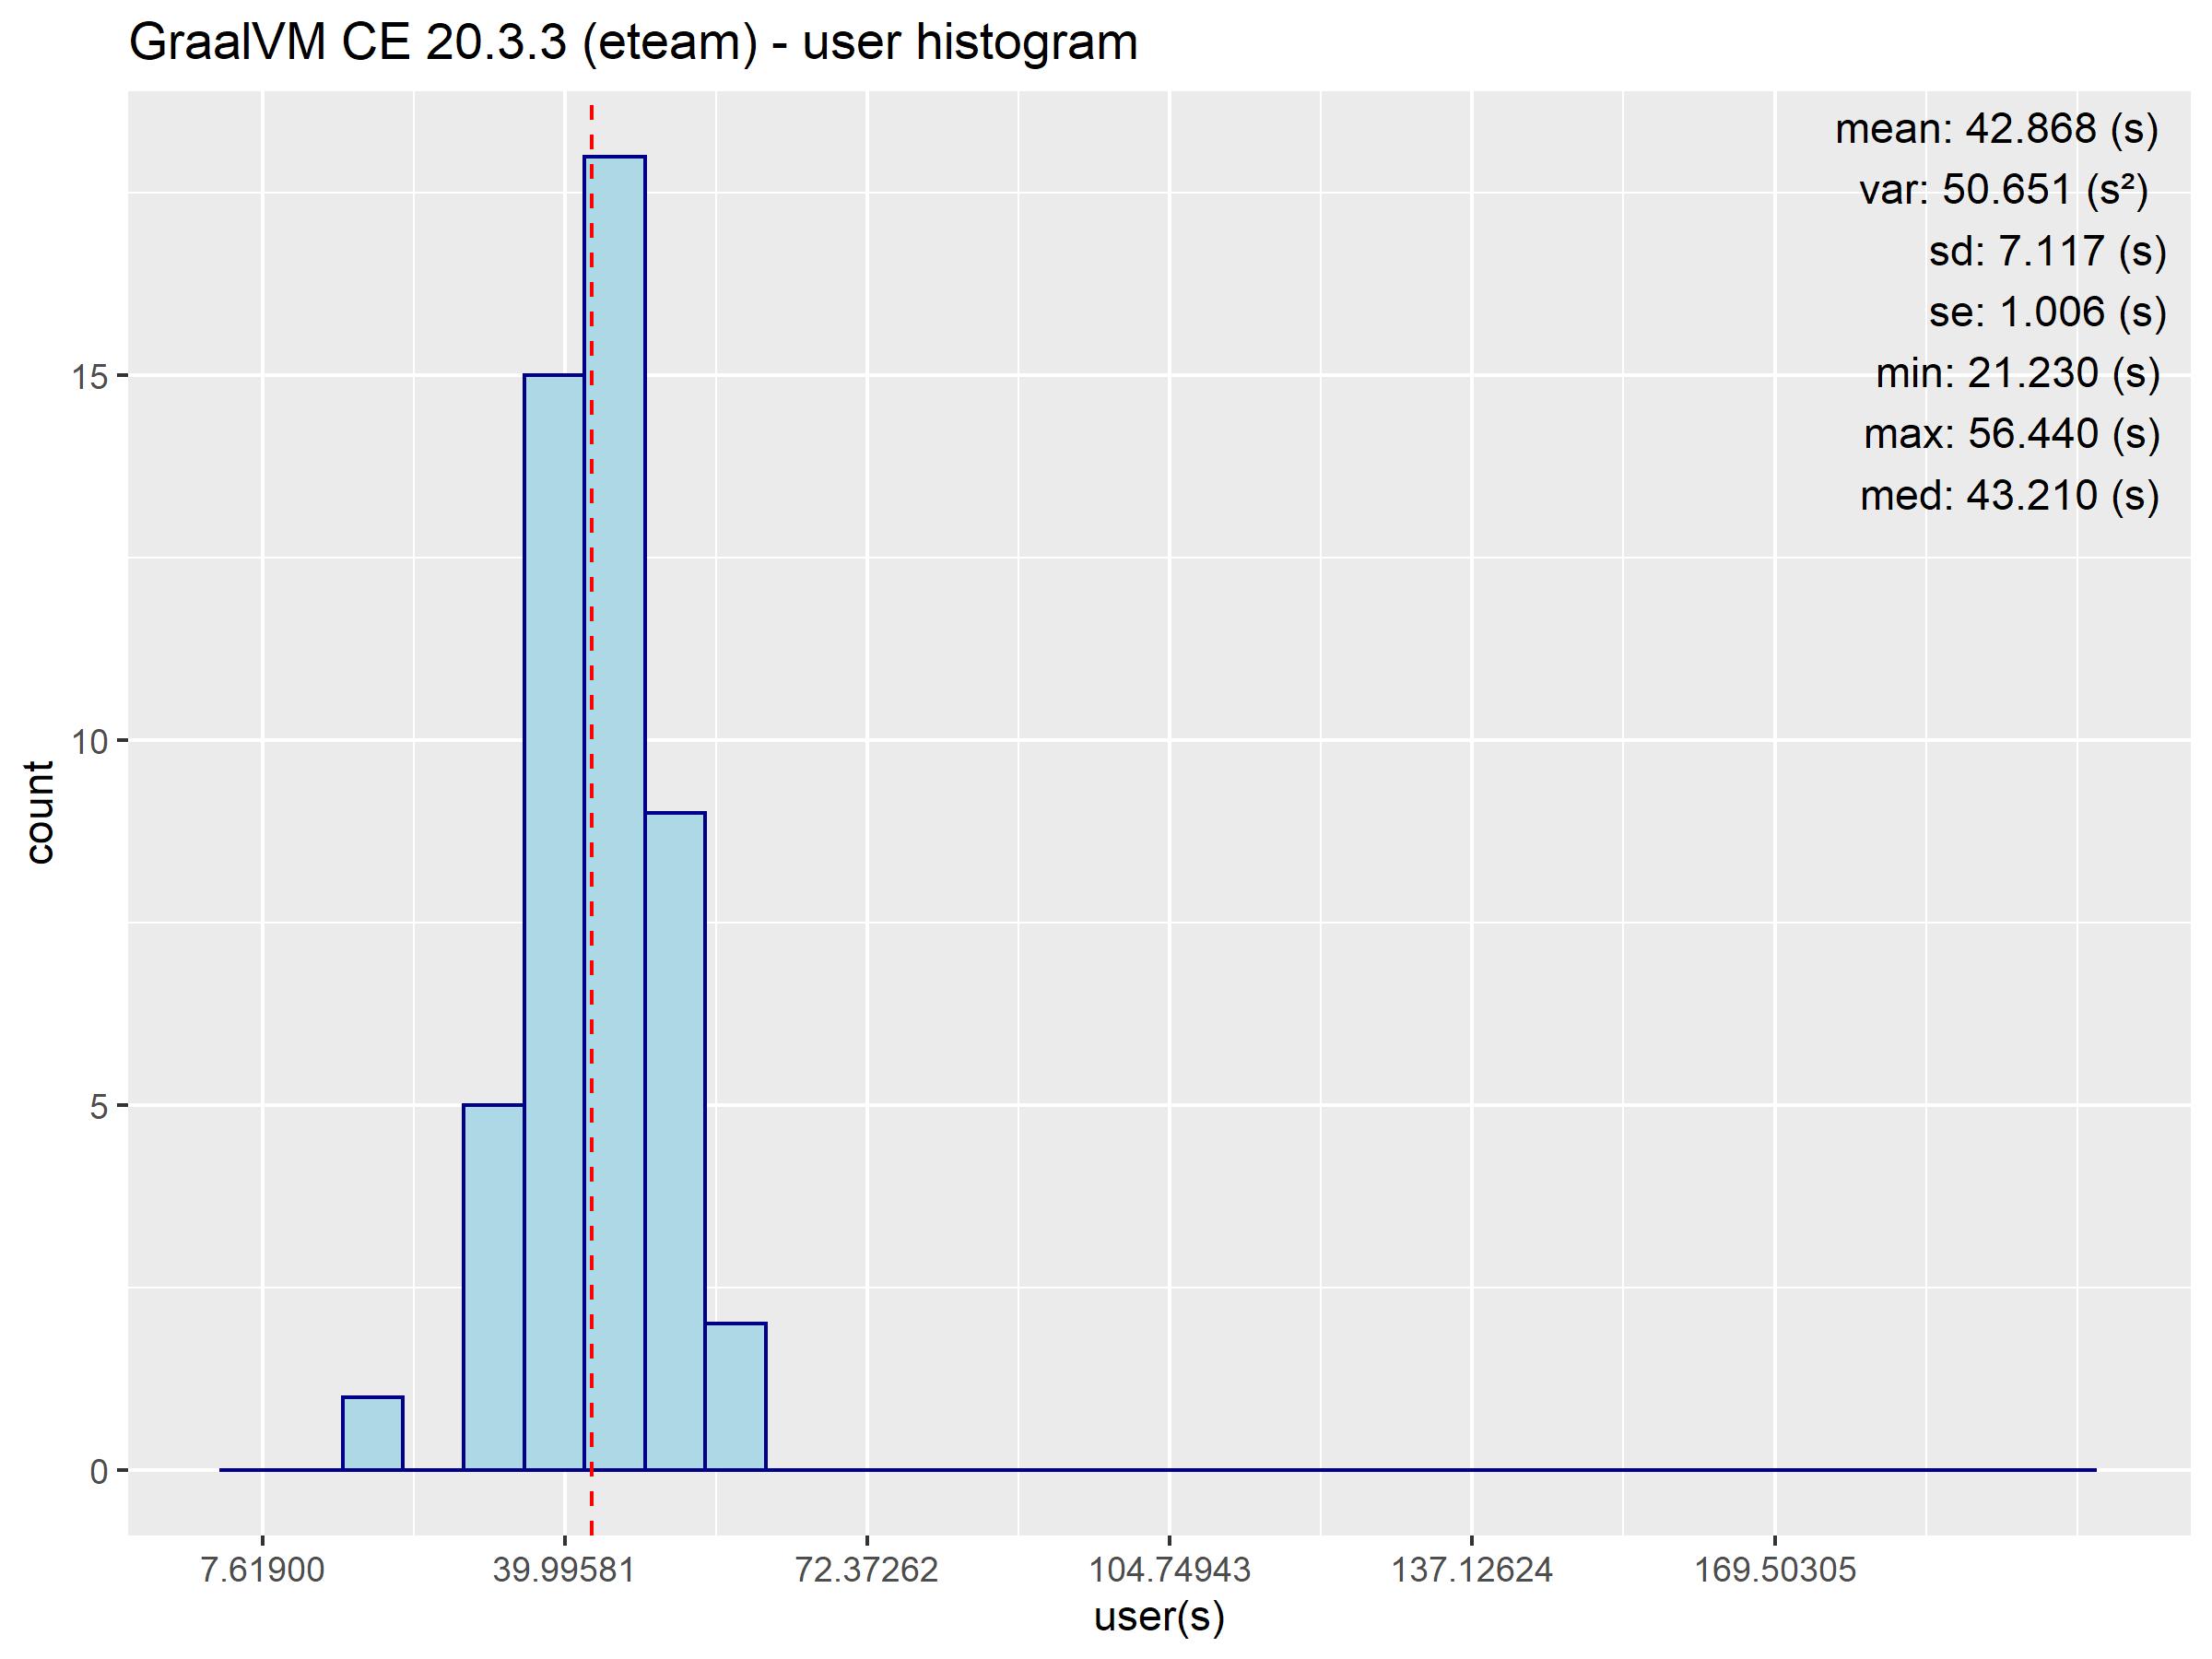 GraalVM CE 20.3.3 (eteam) - user histogram
mean: 42.868 (s)
var: 50.651 (s²)
sd: 7.117 (s)
se: 1.006 (s)
min: 21.230 (s)
max: 56.440 (s)
med: 43.210 (s)
count
15
10
5
0
7.61900 39.99581 72.37262 104.74943 137.12624 169.50305
user(s)